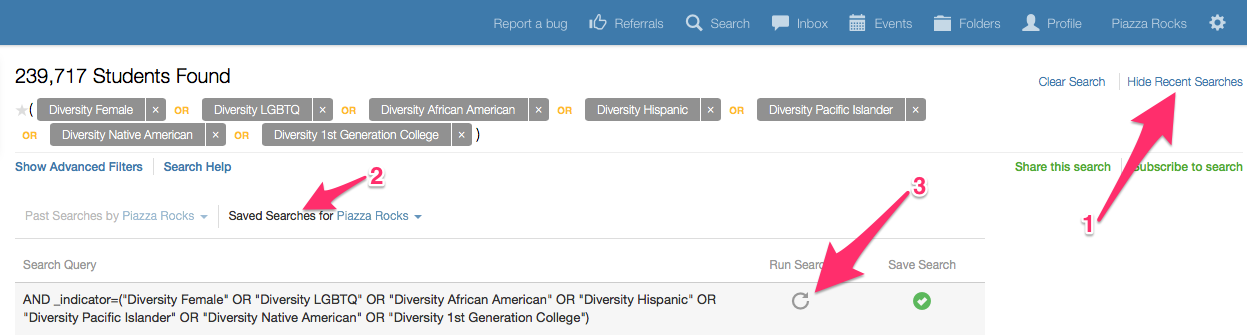 Report a bug Referrals Search Inbox Events Folders Profile Piazza Rocks
239,717 Students Found
Clear Search Hide Recent Searches
( Diversity Female × OR Diversity LGBTQ × OR Diversity African American × OR Diversity Hispanic × OR Diversity Pacific Islander ×
OR Diversity Native American × OR Diversity 1st Generation College × )
Show Advanced Filters Search Help Share this search Subscribe to search
2
3
1
Past Searches by Piazza Rocks Saved Searches for Piazza Rocks
Search Query Run Search Save Search
AND _indicator=("Diversity Female" OR "Diversity LGBTQ" OR "Diversity African American" OR "Diversity Hispanic" OR
"Diversity Pacific Islander" OR "Diversity Native American" OR "Diversity 1st Generation College")